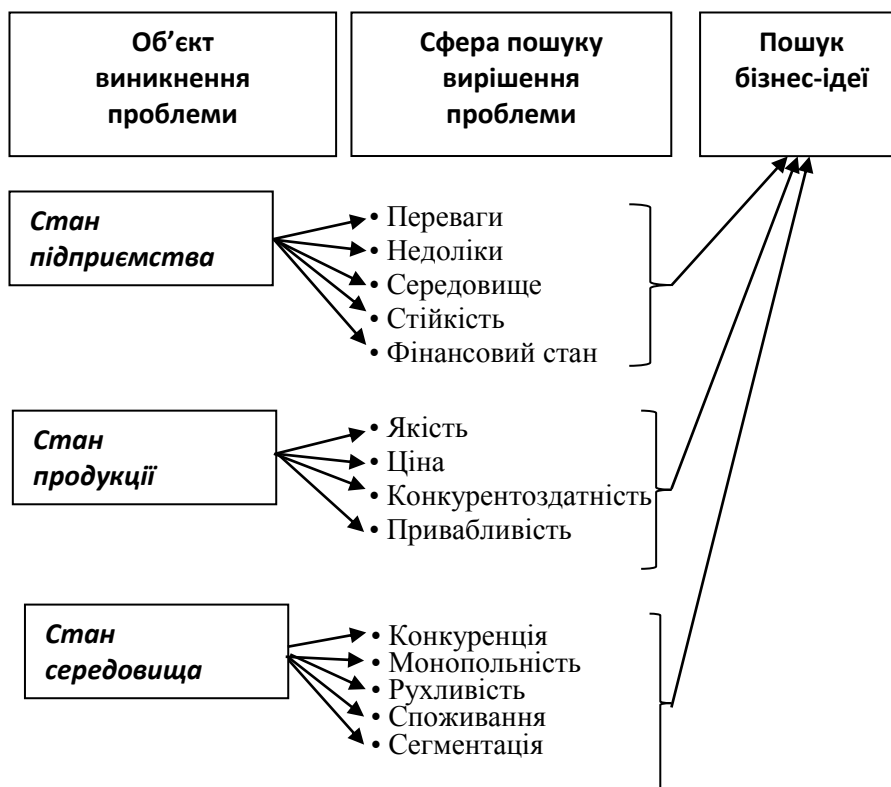 Об’єкт
виникнення
проблеми
Сфера пошуку
вирішення
проблеми
Пошук
бізнес-ідеї
Стан
підприємства
• Переваги
• Недоліки
• Середовище
• Стійкість
• Фінансовий стан
Стан
продукції
• Якість
• Ціна
• Конкурентоздатність
• Привабливість
Стан
середовища
• Конкуренція
• Монопольність
• Рухливість
• Споживання
• Сегментація